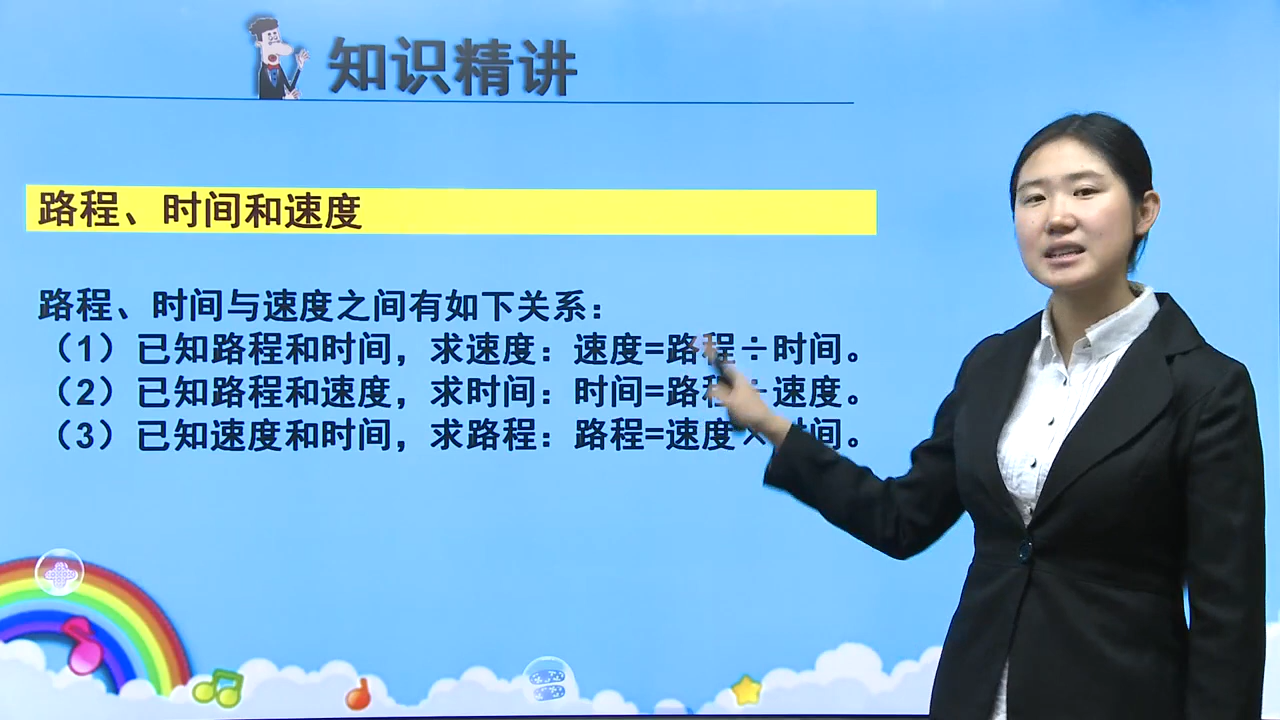 知识精讲
路程、时间和速度
路程、时间与速度之间有如下关系：
（1）已知路程和时间，求速度：速度=路程÷时间。
（2）已知路程和速度，求时间：时间=路程÷速度。
（3）已知速度和时间，求路程：路程=速度×时间。